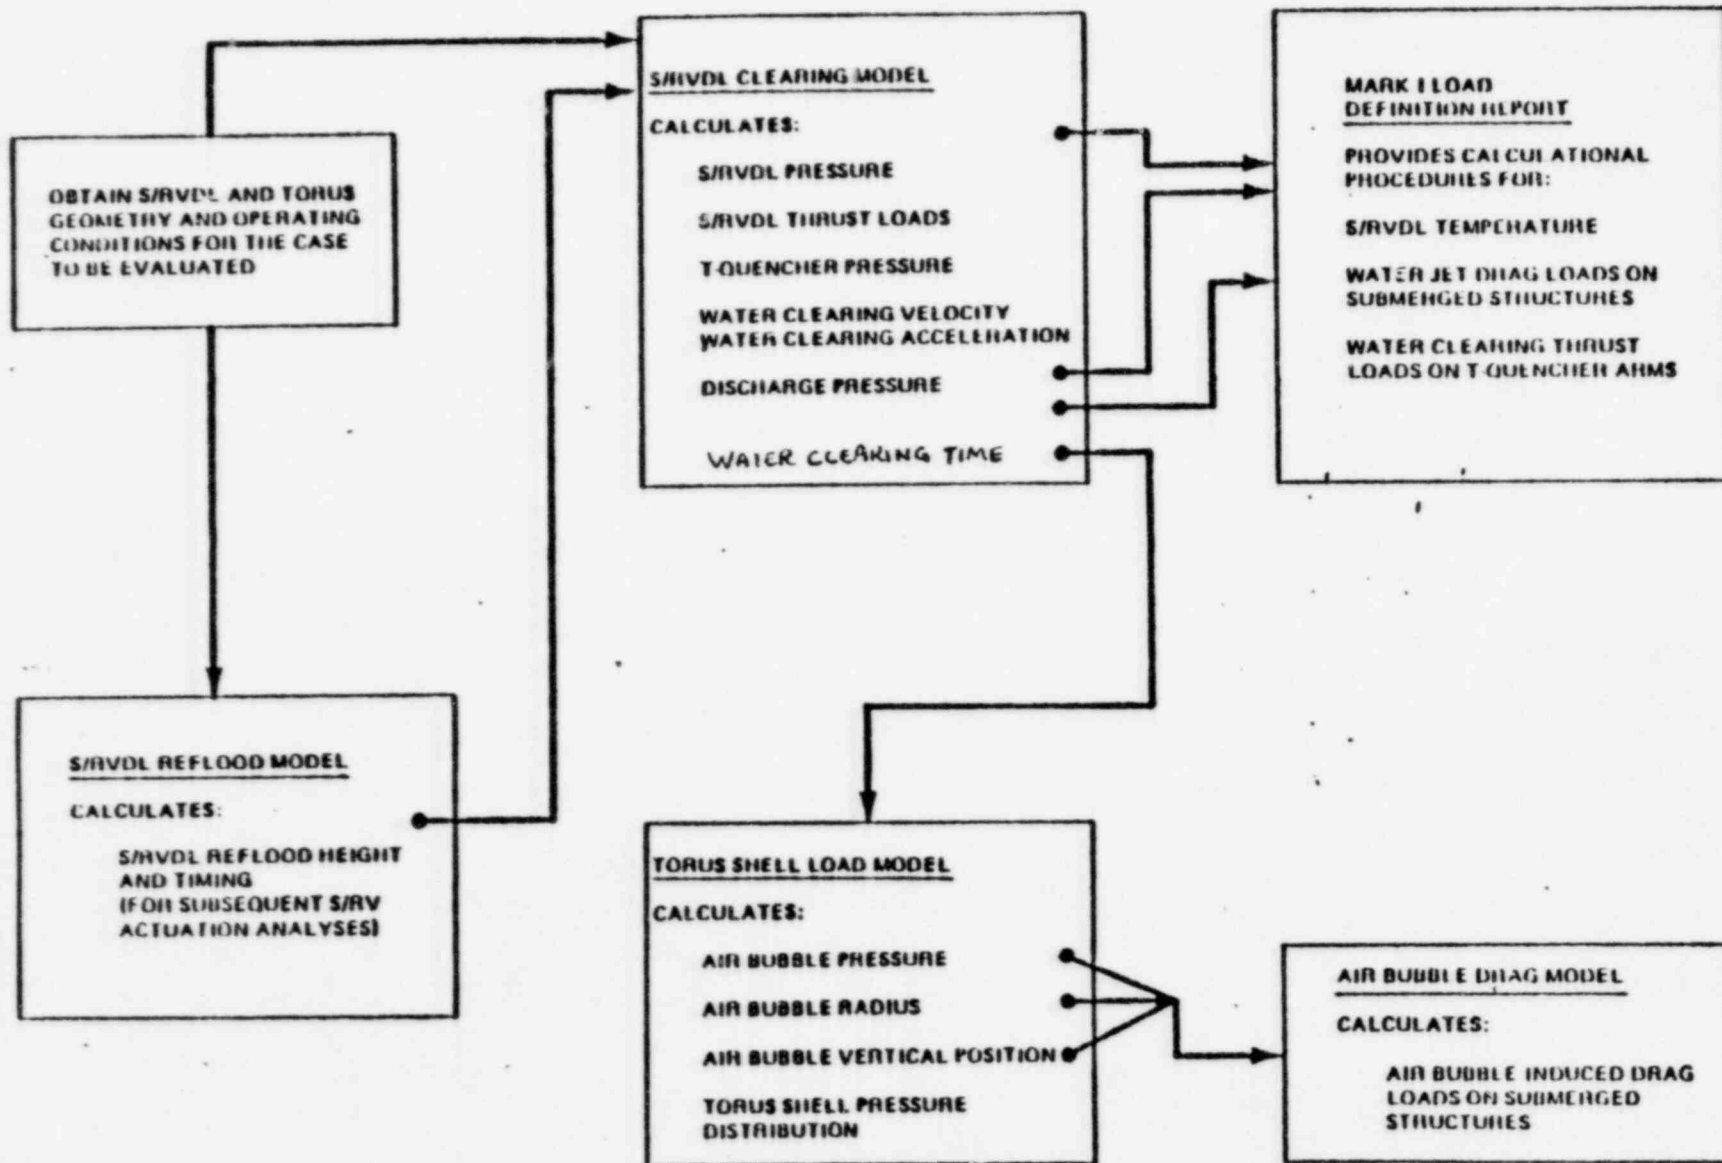 OBTAIN S/RVDL AND TORUS
GEOMETRY AND OPERATING
CONDITIONS FOR THE CASE
TO BE EVALUATED
S/RVDL REFLOOD MODEL
CALCULATES:
S/RVDL REFLOOD HEIGHT
AND TIMING
(FOR SUBSEQUENT S/RV
ACTUATION ANALYSES)
S/RVDL CLEARING MODEL
CALCULATES:
S/RVDL PRESSURE
S/RVDL THRUST LOADS
T-QUENCHER PRESSURE
WATER CLEARING VELOCITY
WATER CLEARING ACCELERATION
DISCHARGE PRESSURE
WATER CLEARING TIME
MARK I LOAD
DEFINITION REPORT
PROVIDES CALCULATIONAL
PROCEDURES FOR:
S/RVDL TEMPERATURE
WATER JET DRAG LOADS ON
SUBMERGED STRUCTURES
WATER CLEARING THRUST
LOADS ON T-QUENCHER ARMS
TORUS SHELL LOAD MODEL
CALCULATES:
AIR BUBBLE PRESSURE
AIR BUBBLE RADIUS
AIR BUBBLE VERTICAL POSITION
TORUS SHELL PRESSURE
DISTRIBUTION
AIR BUBBLE DRAG MODEL
CALCULATES:
AIR BUBBLE INDUCED DRAG
LOADS ON SUBMERGED
STRUCTURES